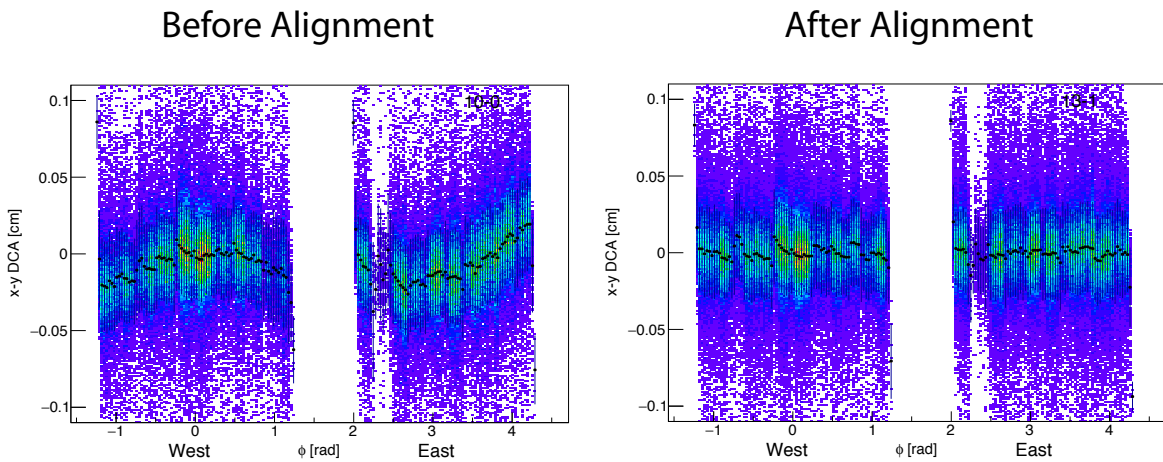 Before Alignment
After Alignment
0.1
0.05
0
−0.05
−0.1
x-y DCA [cm]
−1 0 1 2 3 4
West ϕ [rad] East
0.1
0.05
0
−0.05
−0.1
x-y DCA [cm]
−1 0 1 2 3 4
West ϕ [rad] East